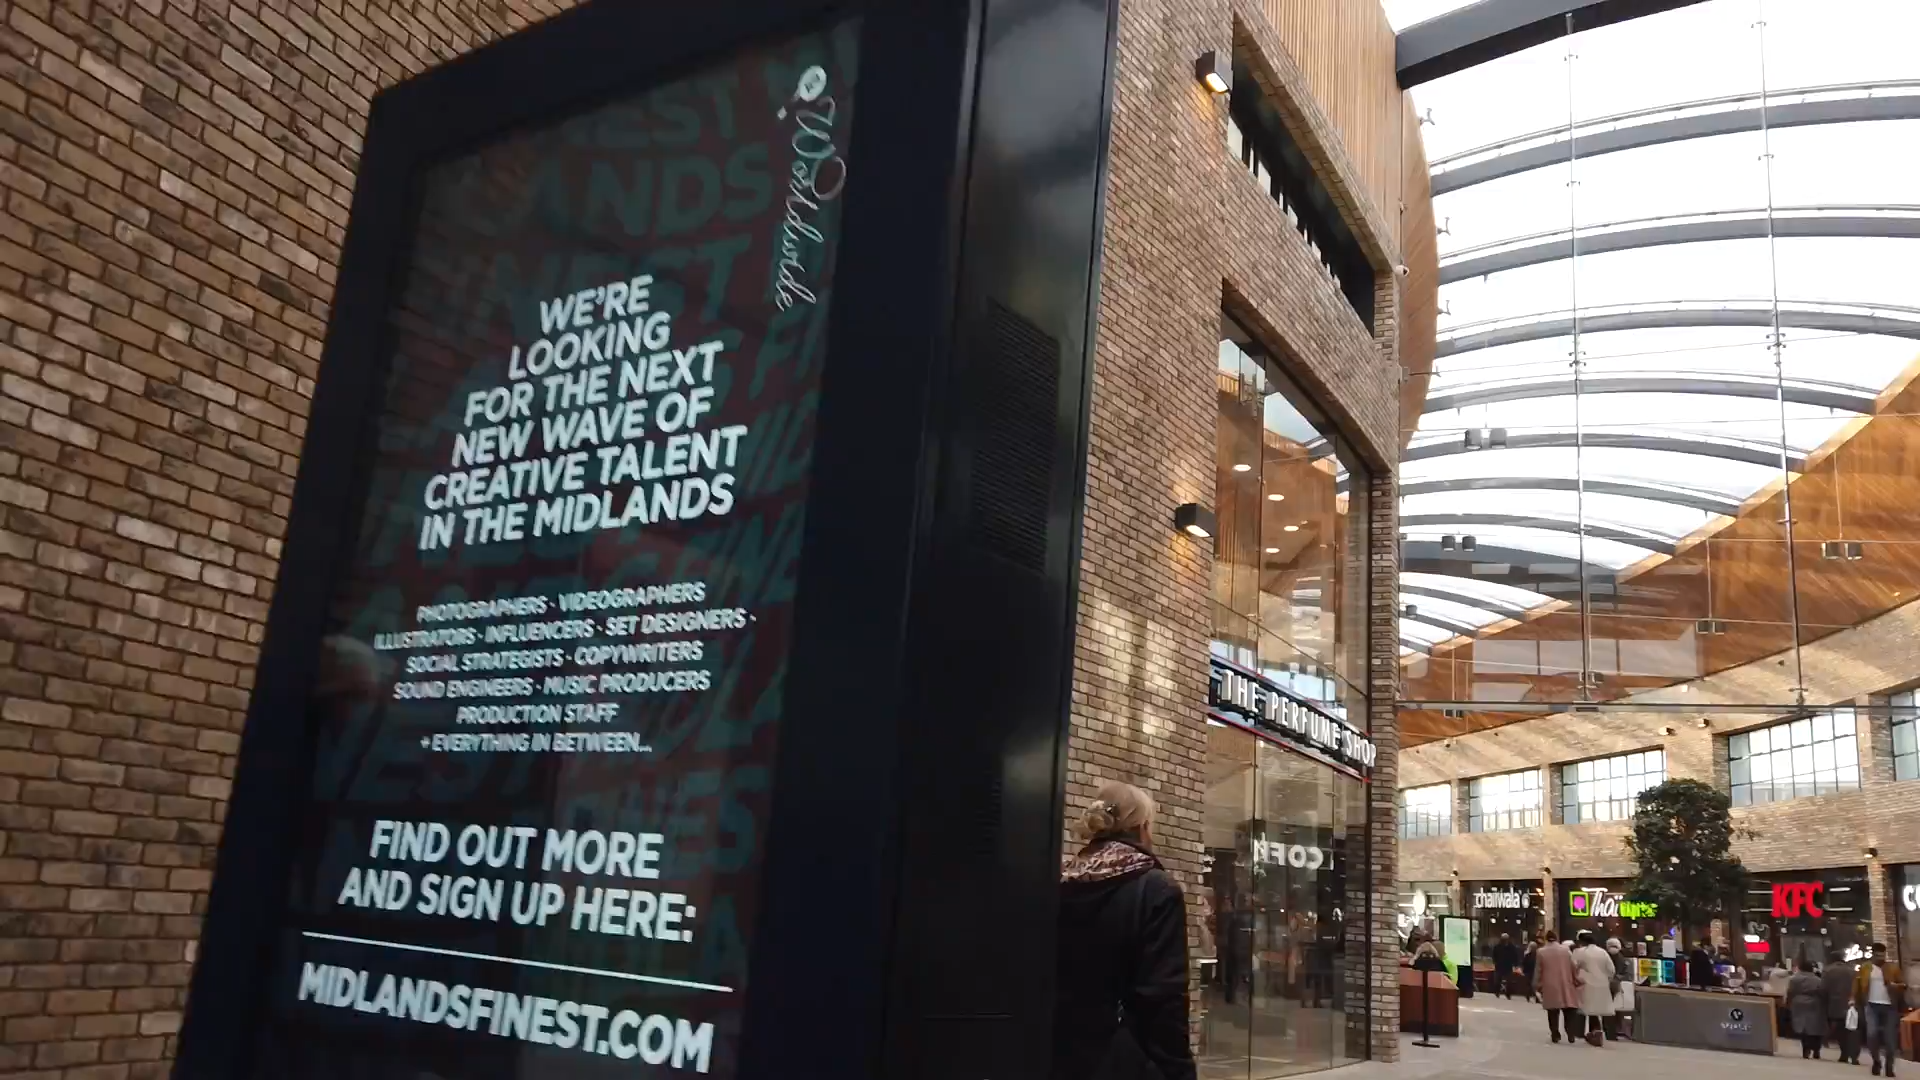 Worldwide
WE'RE
LOOKING
FOR THE NEXT
NEW WAVE OF
CREATIVE TALENT
IN THE MIDLANDS
PHOTOGRAPHERS · VIDEOGRAPHERS
ILLUSTRATORS · INFLUENCERS · SET DESIGNERS ·
SOCIAL STRATEGISTS · COPYWRITERS
SOUND ENGINEERS · MUSIC PRODUCERS
PRODUCTION STAFF
+ EVERYTHING IN BETWEEN...
FIND OUT MORE
AND SIGN UP HERE:
MIDLANDSFINEST.COM
THE PERFUME SHOP
chaiiwala
Thai
KFC